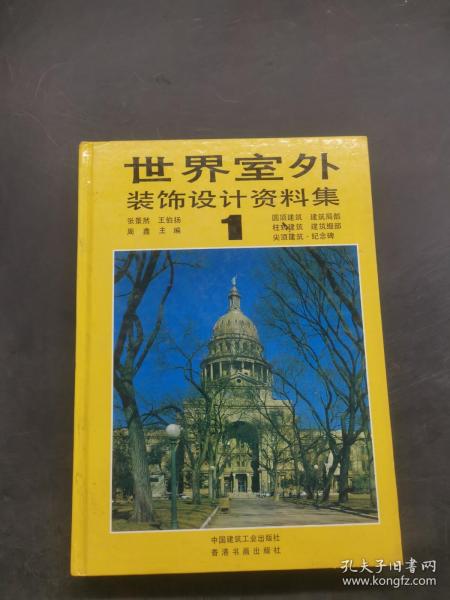 世界室外
装饰设计资料集
张景然 王伯扬
周鑫 主编
1
圆顶建筑 建筑局部
柱式建筑 建筑细部
尖顶建筑·纪念碑
中国建筑工业出版社
香港书画出版社
孔夫子旧书网
www.kongfz.com